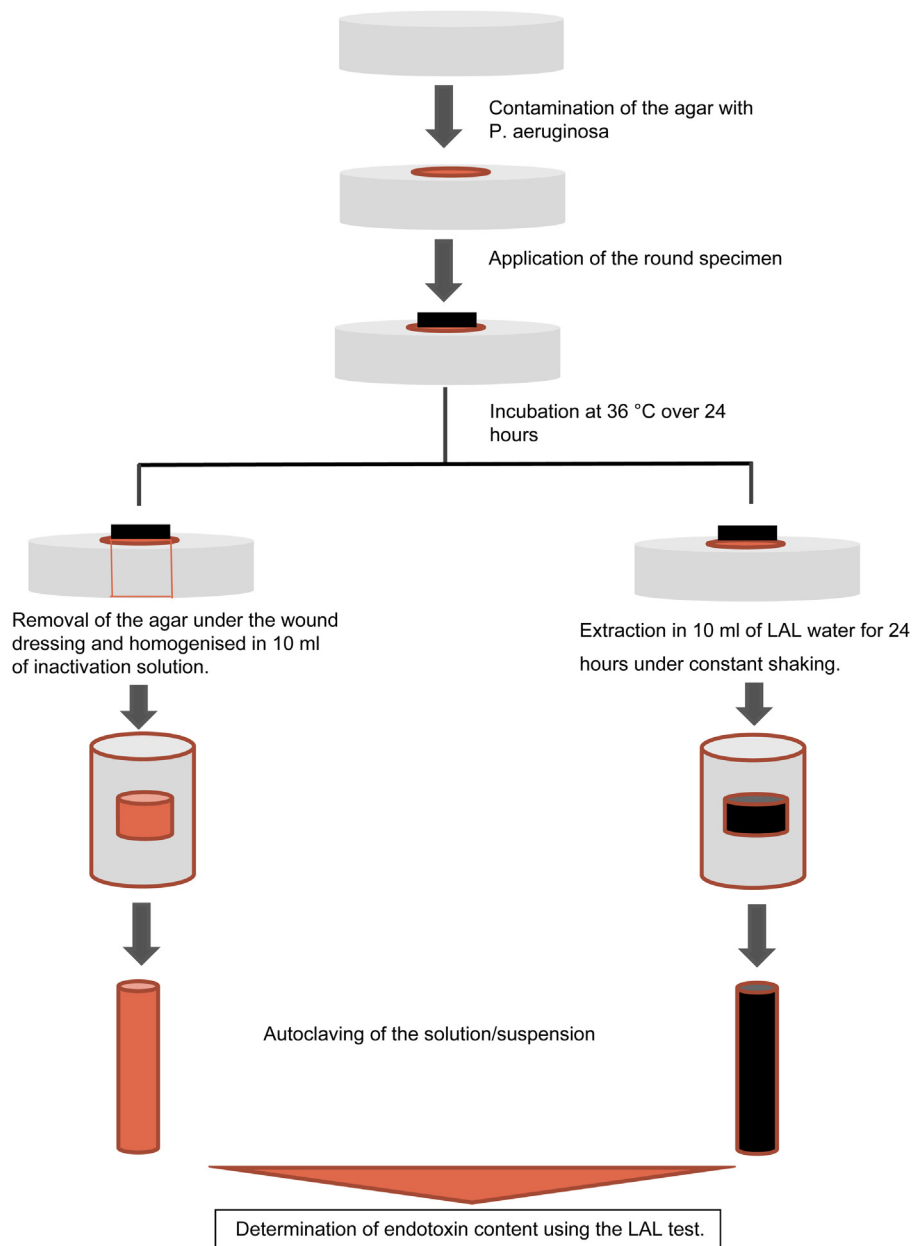 Contamination of the agar with
P. aeruginosa
Application of the round specimen
Incubation at 36 °C over 24
hours
Removal of the agar under the wound
dressing and homogenised in 10 ml
of inactivation solution.
Extraction in 10 ml of LAL water for 24
hours under constant shaking.
Autoclaving of the solution/suspension
Determination of endotoxin content using the LAL test.